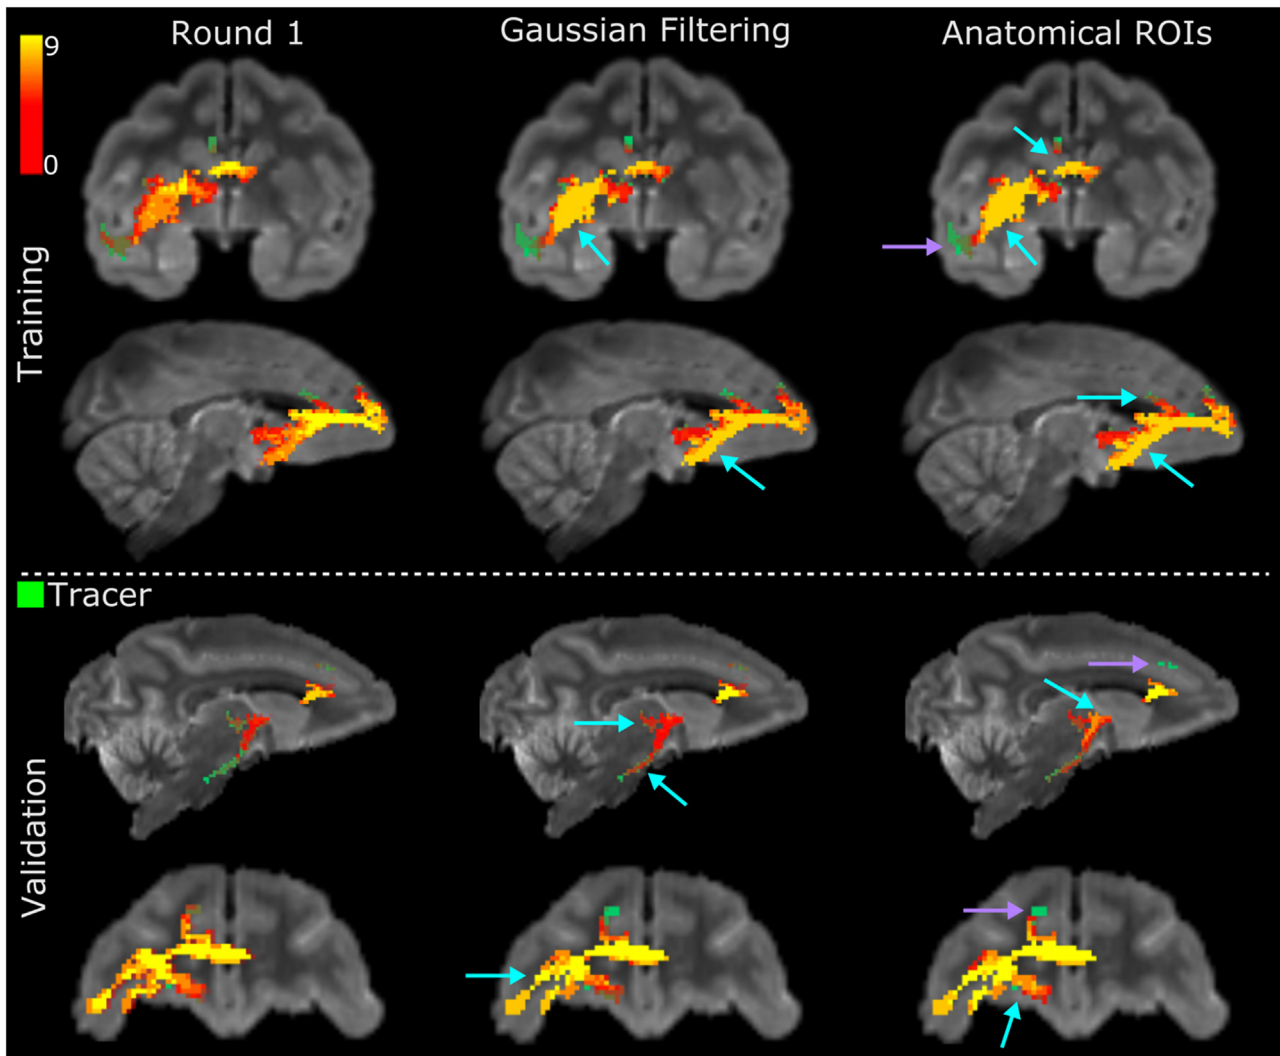 Round 1
Gaussian Filtering
Anatomical ROIs
9
0
Training
Tracer
Validation